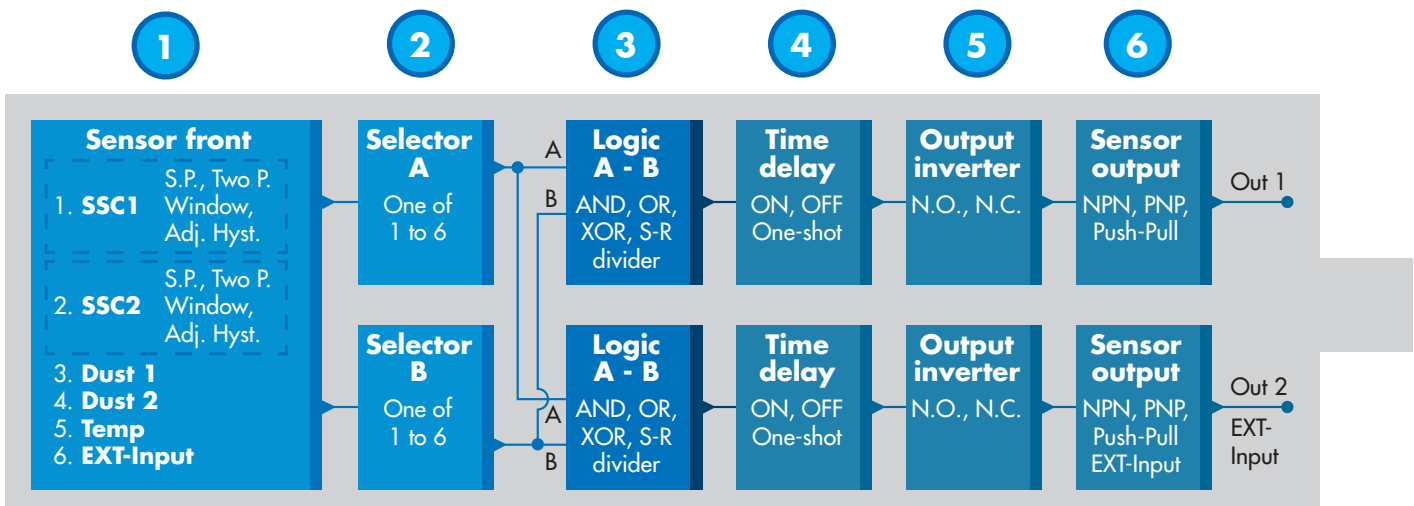 1
2
3
4
5
6
Sensor front
1. SSC1
S.P., Two P.
Window,
Adj. Hyst.
2. SSC2
S.P., Two P.
Window,
Adj. Hyst.
3. Dust 1
4. Dust 2
5. Temp
6. EXT-Input
Selector
A
One of
1 to 6
A
B
Logic
A - B
AND, OR,
XOR, S-R
divider
Time
delay
ON, OFF
One-shot
Output
inverter
N.O., N.C.
Sensor
output
NPN, PNP,
Push-Pull
Out 1
Selector
B
One of
1 to 6
A
B
Logic
A - B
AND, OR,
XOR, S-R
divider
Time
delay
ON, OFF
One-shot
Output
inverter
N.O., N.C.
Sensor
output
NPN, PNP,
Push-Pull
EXT-Input
Out 2
EXT-
Input